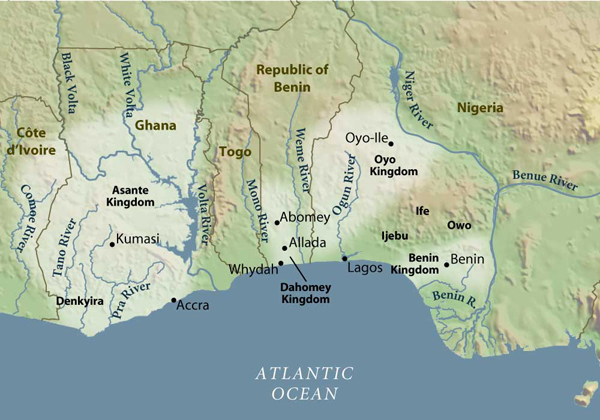 Black Volta
White Volta
Republic of
Benin
Niger River
Nigeria
Côte
d’Ivoire
Ghana
Togo
Weme River
Oyo-Ile
Oyo
Kingdom
Benue River
Comoe River
Asante
Kingdom
Volta River
Mono River
Ogun River
Tano River
Kumasi
Abomey
Ife
Owo
Ijebu
Allada
Whydah
Lagos
Benin
Kingdom
Benin
Dahomey
Kingdom
Benin R.
Denkyira
Pra River
Accra
ATLANTIC
OCEAN